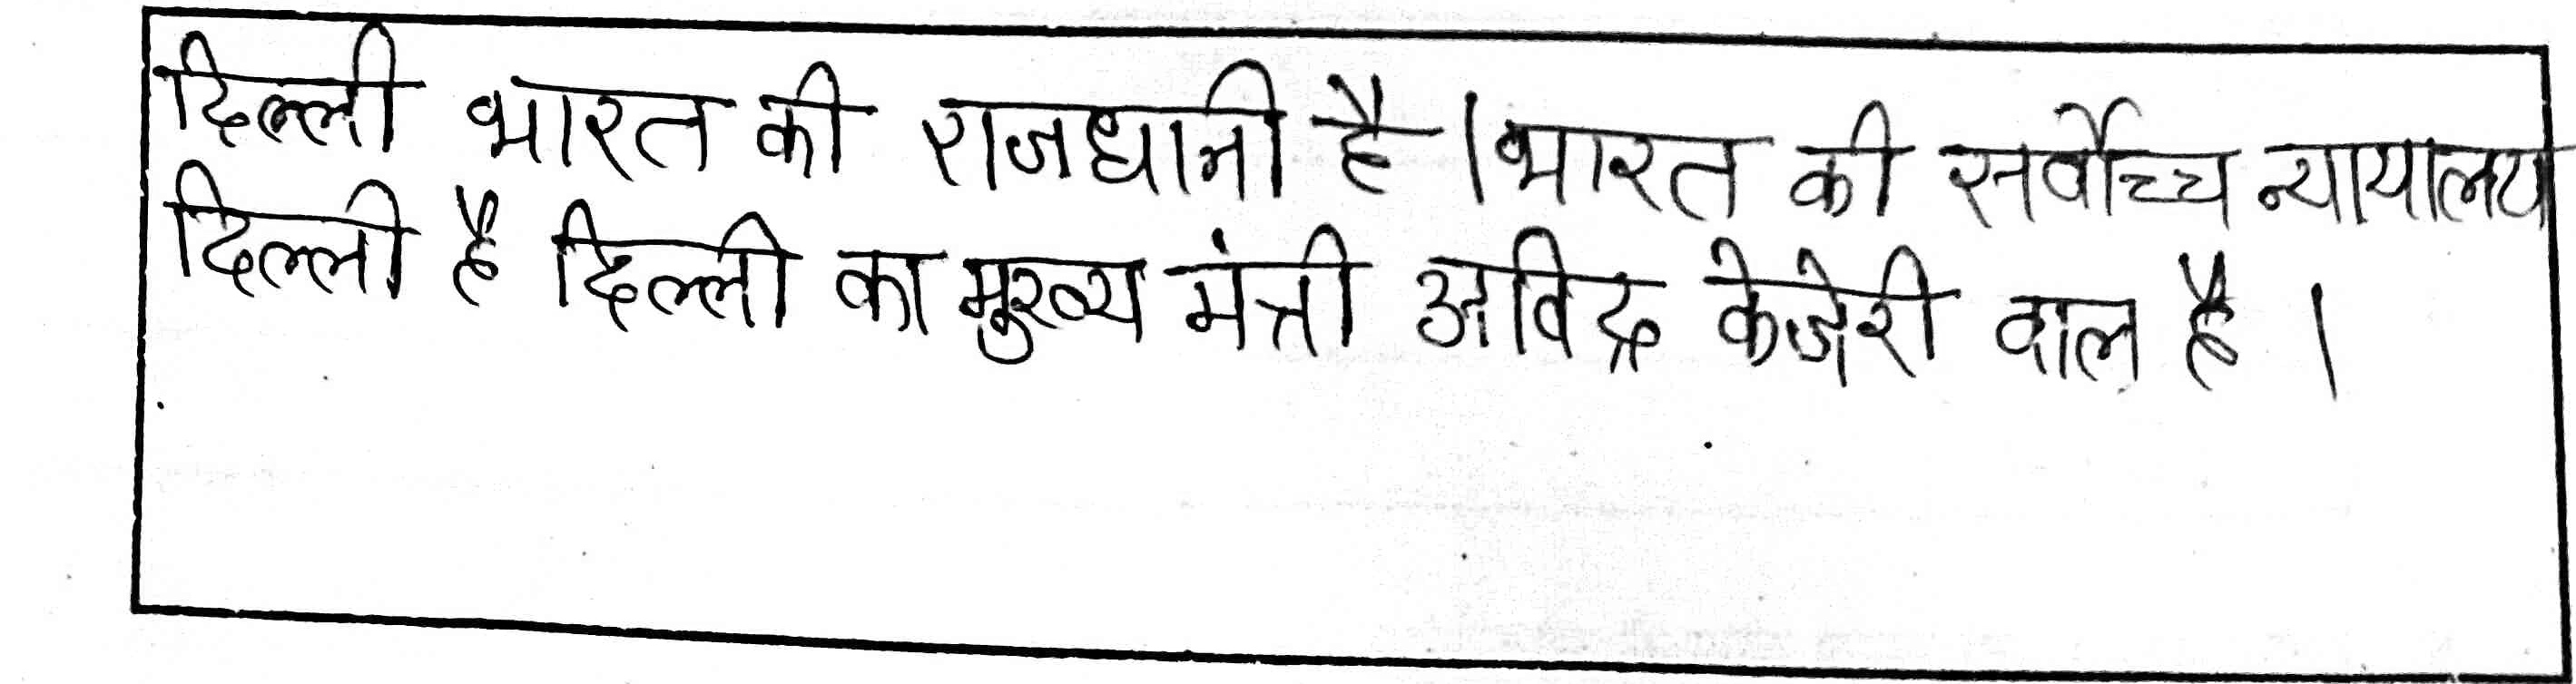 दिल्ली भारत की राजधानी है । भारत की सर्वोच्च न्यायालय
दिल्ली है दिल्ली का मुख्य मंत्री अविंद्र केजेरी वाल है ।